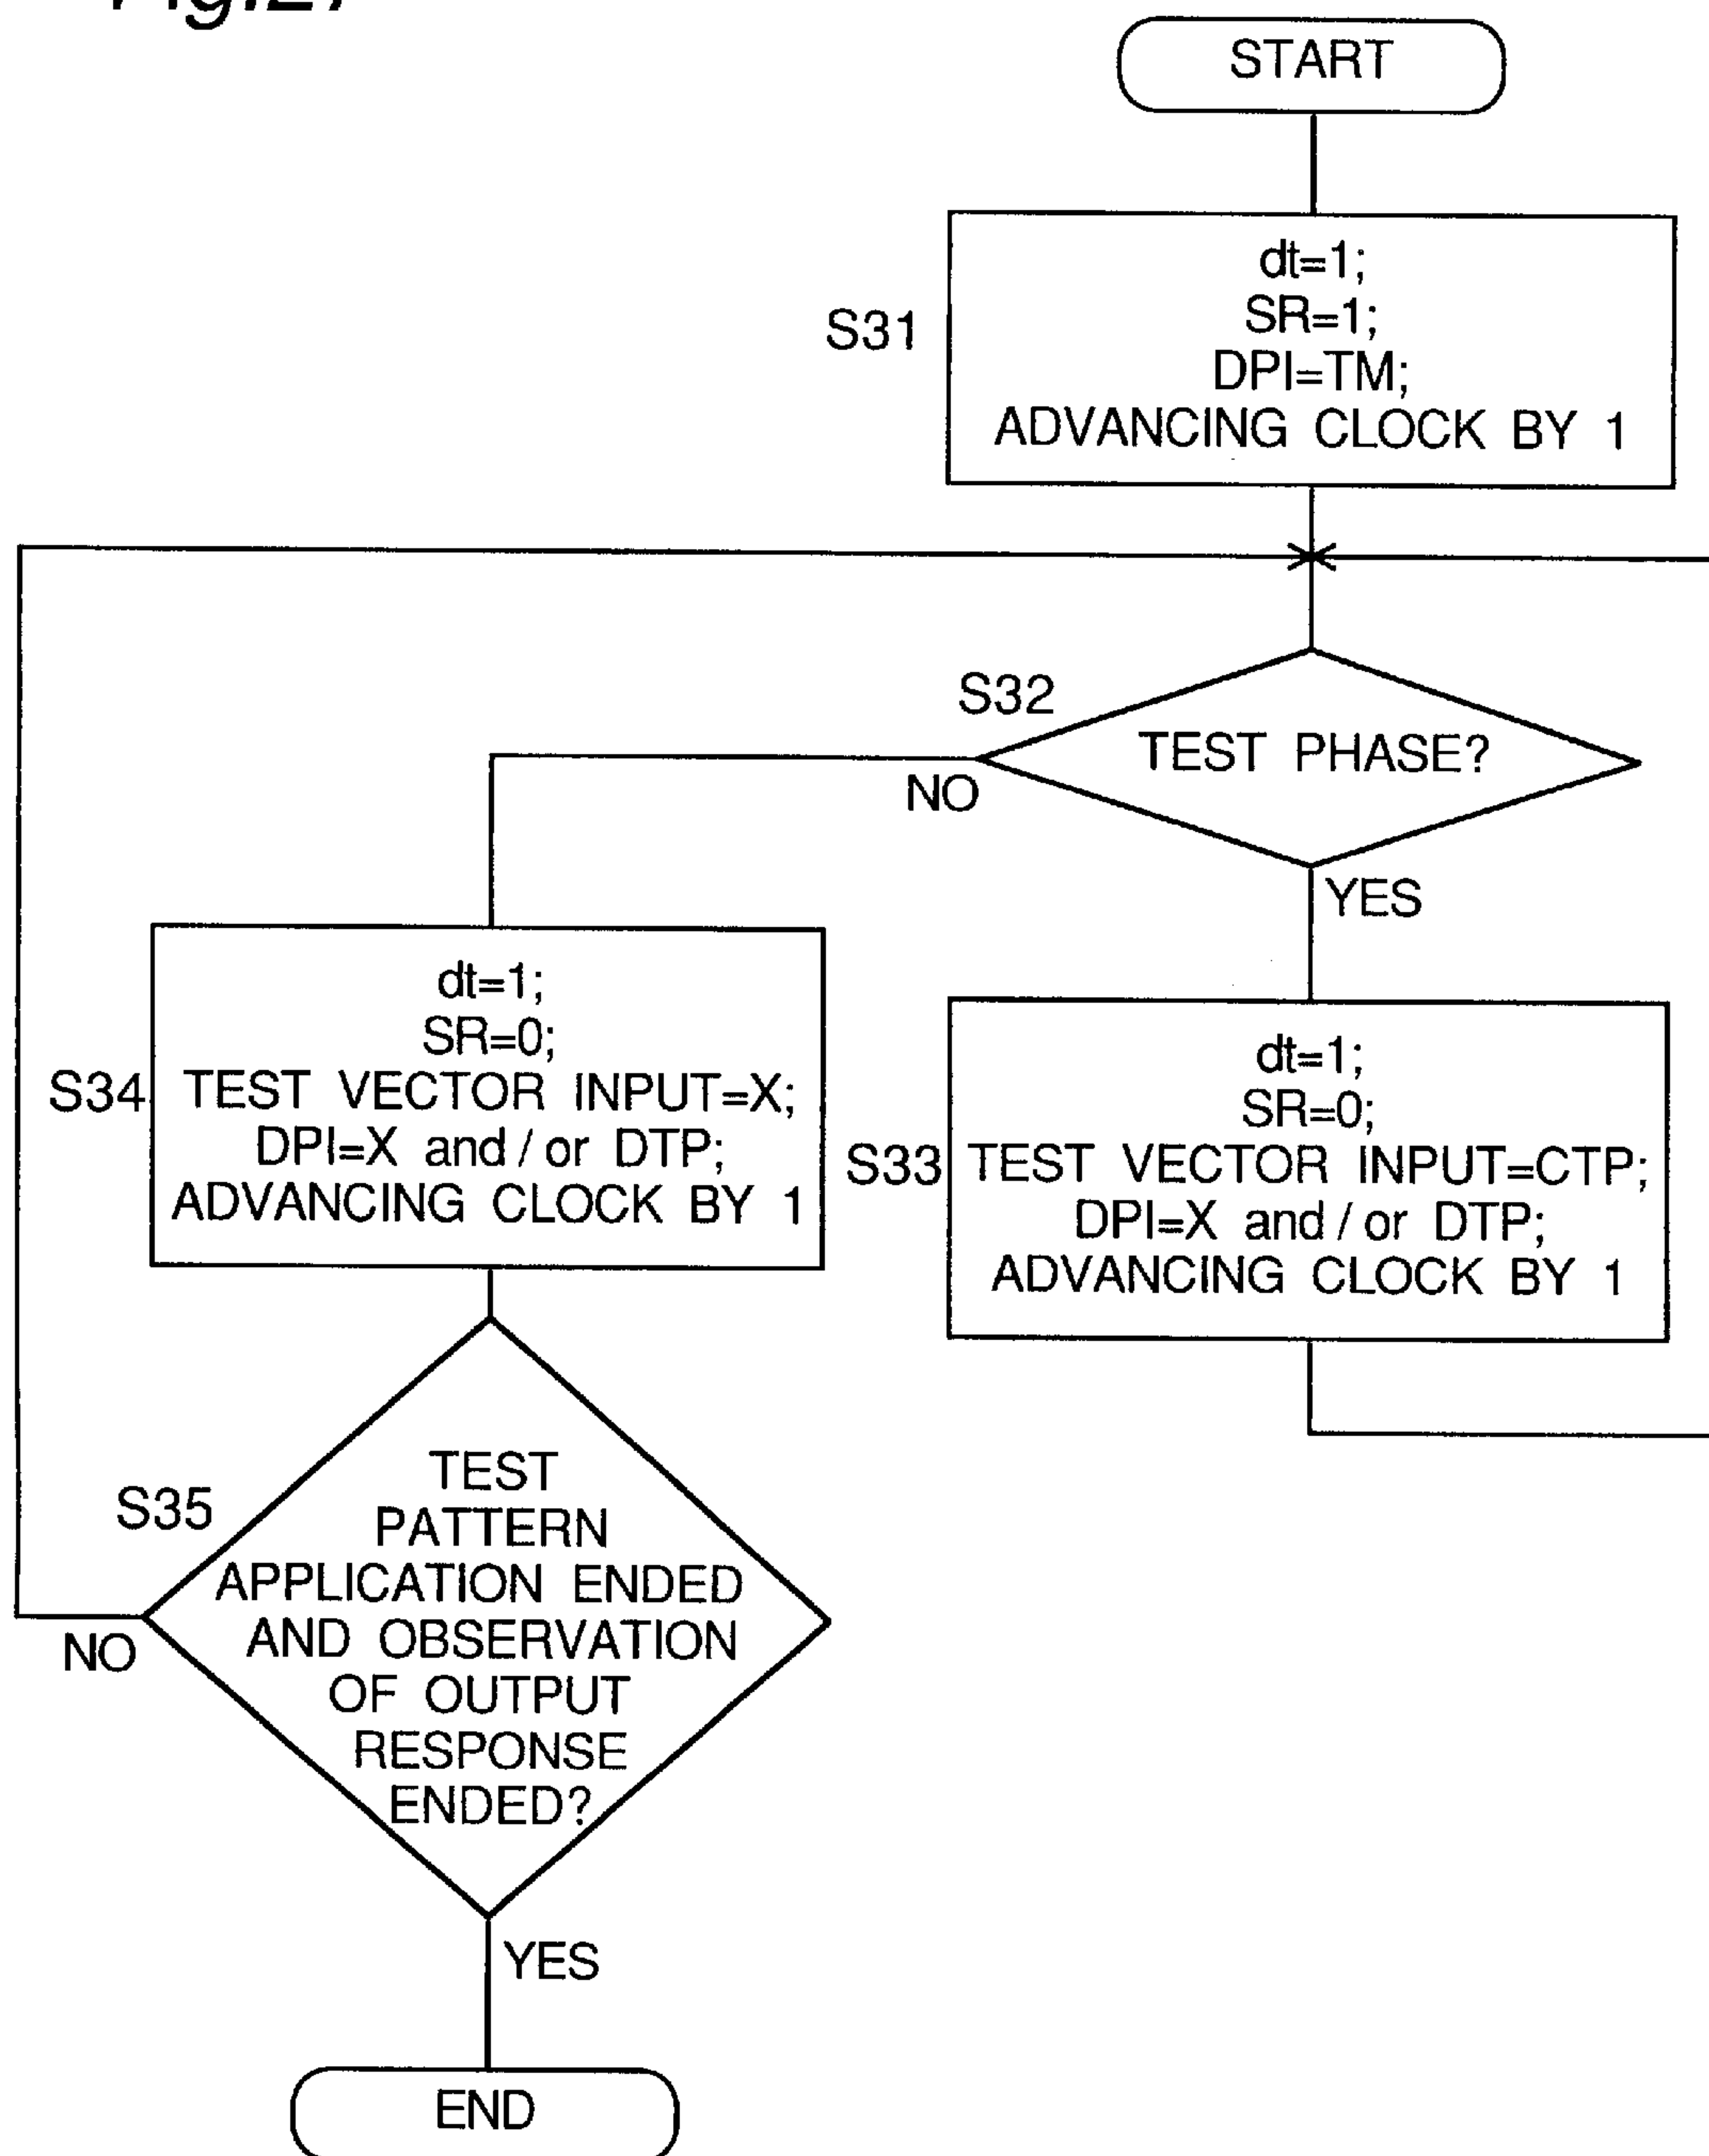 START
dt=1;
SR=1;
DPI=TM;
ADVANCING CLOCK BY 1
S31
S32
TEST PHASE?
NO
YES
dt=1;
SR=0;
TEST VECTOR INPUT=X;
DPI=X and / or DTP;
ADVANCING CLOCK BY 1
S34
dt=1;
SR=0;
TEST VECTOR INPUT=CTP;
DPI=X and / or DTP;
ADVANCING CLOCK BY 1
S33
S35
TEST
PATTERN
APPLICATION ENDED
AND OBSERVATION
OF OUTPUT
RESPONSE
ENDED?
NO
YES
END